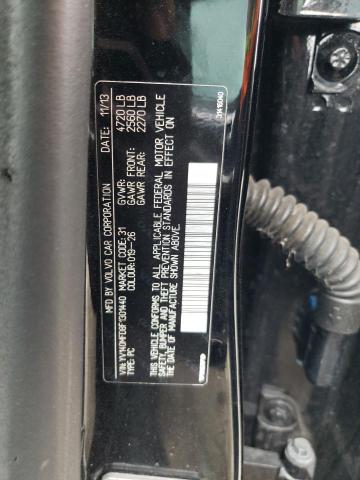 MFD BY VOLVO CAR CORPORATION DATE: 11/13
GVWR: 4720 LB
GAWR FRONT: 2560 LB
GAWR REAR: 2270 LB
MARKET CODE: 31
COLOUR: 019-26
TYPE: PC
THIS VEHICLE CONFORMS TO ALL APPLICABLE FEDERAL MOTOR VEHICLE
SAFETY, BUMPER AND THEFT PREVENTION STANDARDS IN EFFECT ON
THE DATE OF MANUFACTURE SHOWN ABOVE.
31416040